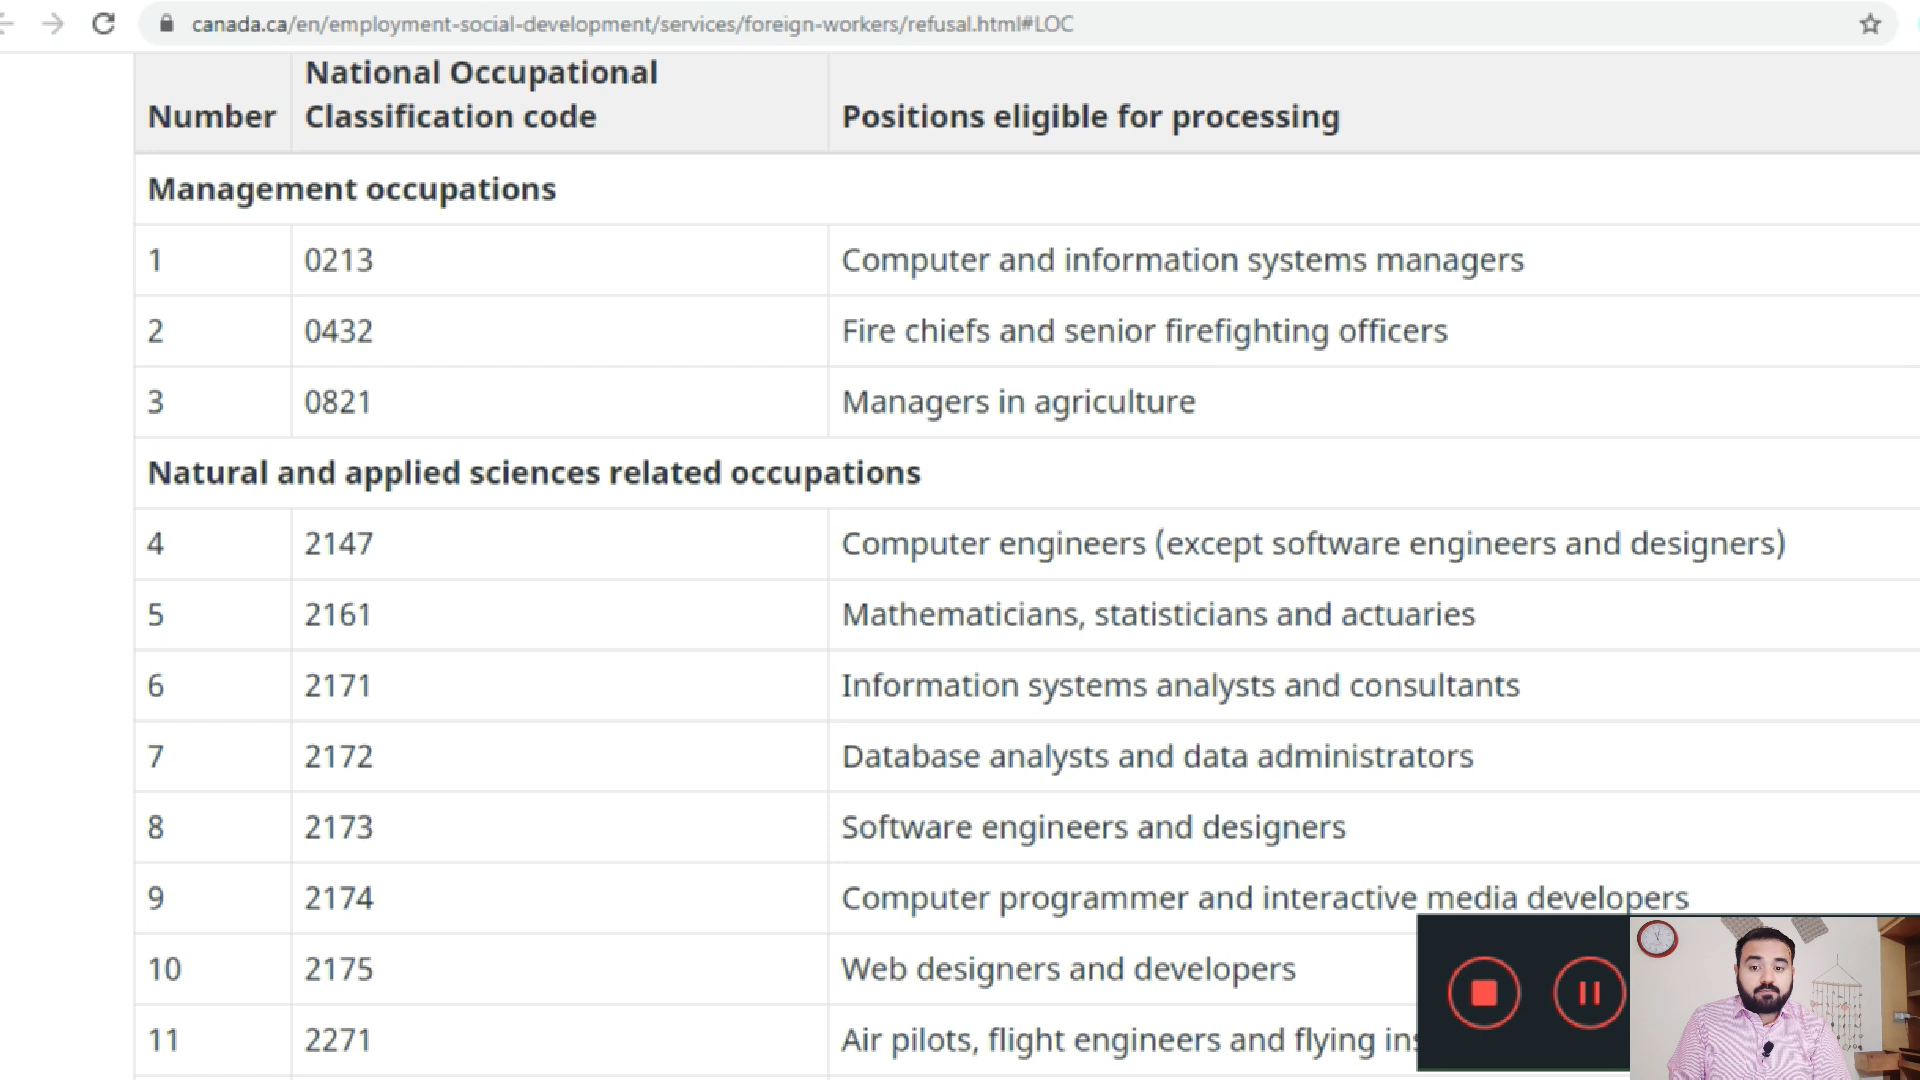 canada.ca/en/employment-social-development/services/foreign-workers/refusal.html#LOC
Number
National Occupational
Classification code
Positions eligible for processing
Management occupations
1 0213 Computer and information systems managers
2 0432 Fire chiefs and senior firefighting officers
3 0821 Managers in agriculture
Natural and applied sciences related occupations
4 2147 Computer engineers (except software engineers and designers)
5 2161 Mathematicians, statisticians and actuaries
6 2171 Information systems analysts and consultants
7 2172 Database analysts and data administrators
8 2173 Software engineers and designers
9 2174 Computer programmer and interactive media developers
10 2175 Web designers and developers
11 2271 Air pilots, flight engineers and flying